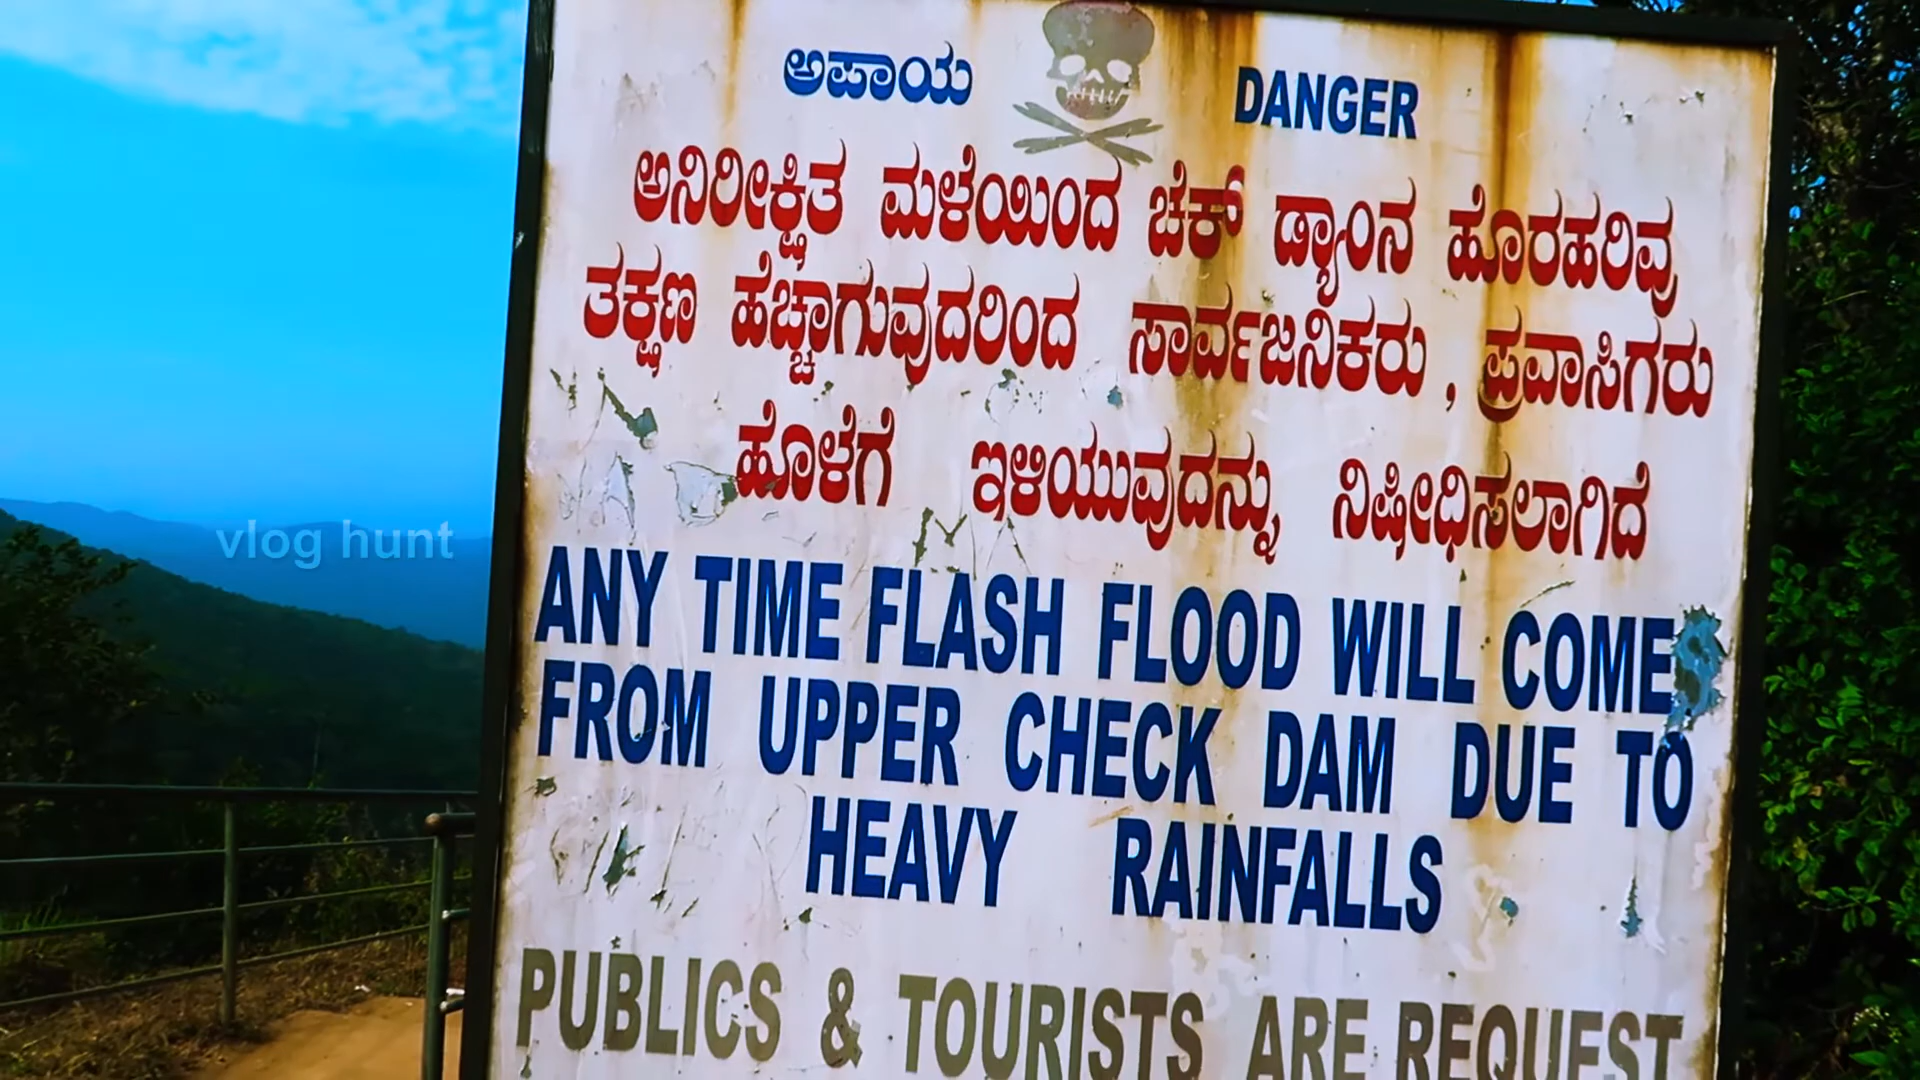 ಅಪಾಯ DANGER
ಅನಿರೀಕ್ಷಿತ ಮಳೆಯಿಂದ ಚೆಕ್ ಡ್ಯಾಂನ ಹೊರಹರಿವು
ತಕ್ಷಣ ಹೆಚ್ಚಾಗುವುದರಿಂದ ಸಾರ್ವಜನಿಕರು, ಪ್ರವಾಸಿಗರು
ಹೊಳೆಗೆ ಇಳಿಯುವುದನ್ನು ನಿಷೀಧಿಸಲಾಗಿದೆ
vlog hunt
ANY TIME FLASH FLOOD WILL COME
FROM UPPER CHECK DAM DUE TO
HEAVY RAINFALLS
PUBLICS & TOURISTS ARE REQUEST